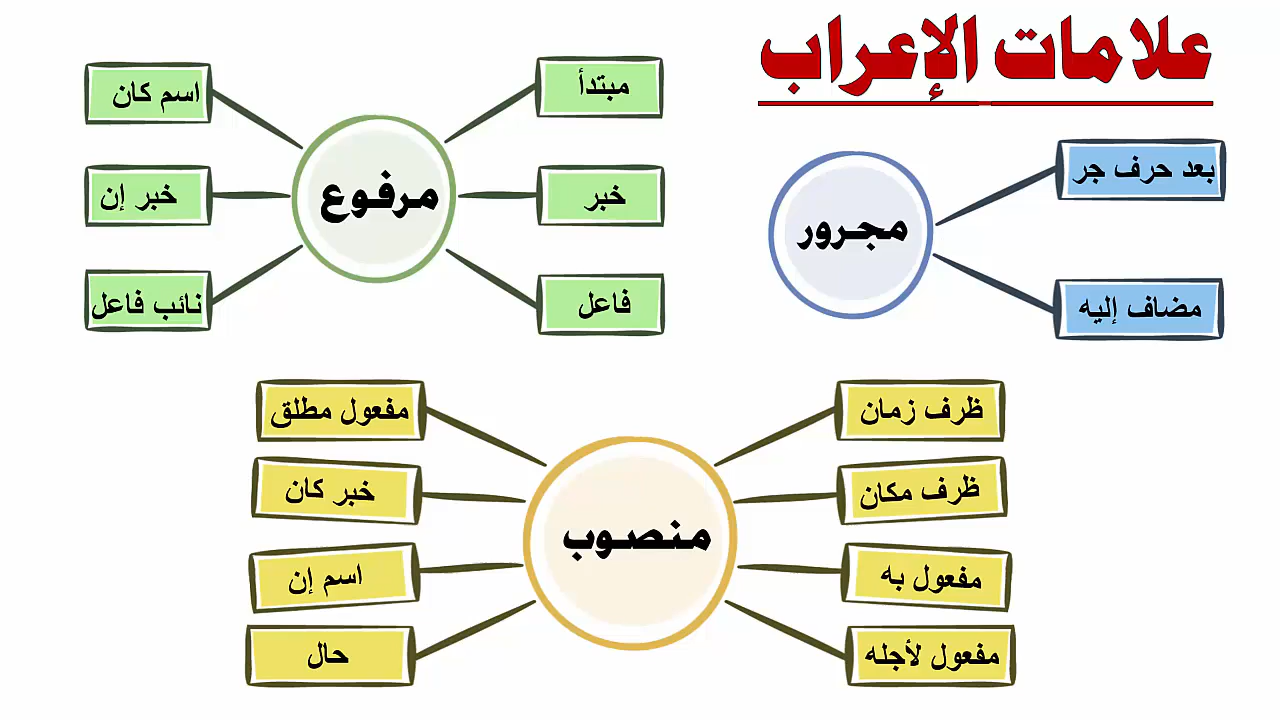 علامات الإعراب
مجرور
بعد حرف جر
مضاف إليه
مرفوع
مبتدأ
خبر
فاعل
اسم كان
خبر إن
نائب فاعل
منصوب
ظرف زمان
ظرف مكان
مفعول به
مفعول لأجله
مفعول مطلق
خبر كان
اسم إن
حال